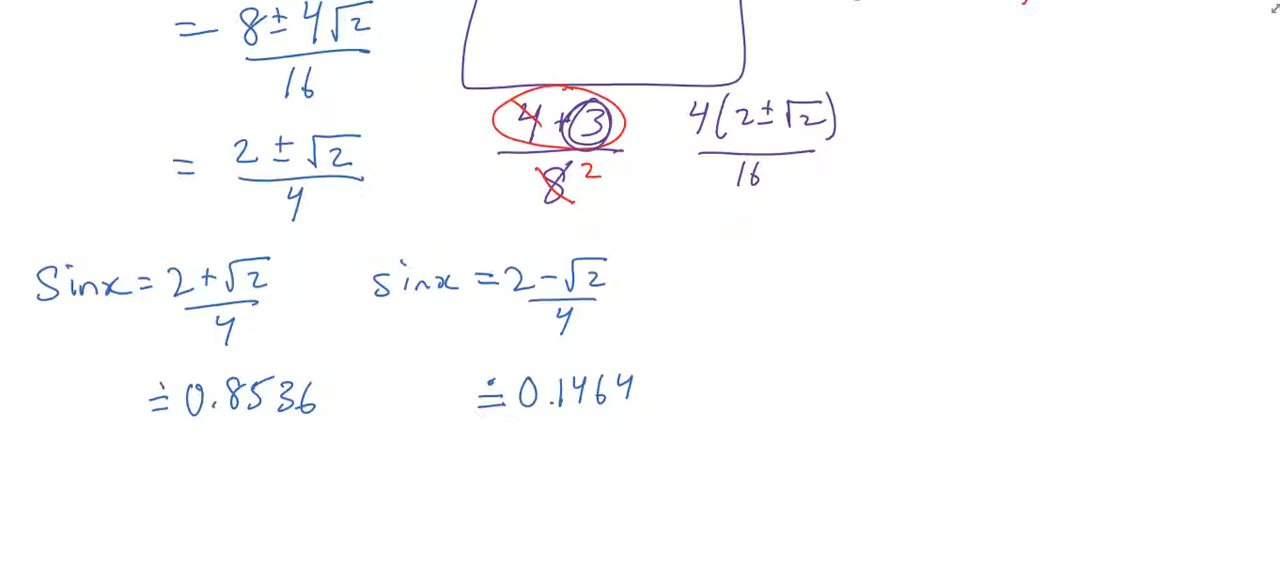 = (8 ± 4√2)/16
= (2 ± √2)/4
(4 + 3)/8 2
4(2 ± √2)/16
Sinx = (2 + √2)/4
sinx = (2 - √2)/4
≐ 0.8536
≐ 0.1464